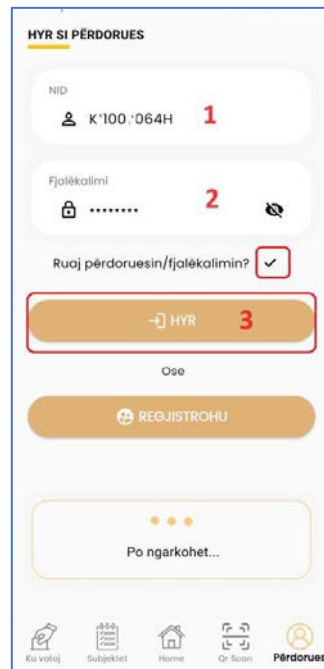 HYR SI PËRDORUES
NID
K'100.'064H 1
Fjalëkalimi
•••••••• 2
Ruaj përdoruesin/fjalëkalimin?
HYR 3
Ose
REGJISTROHU
Po ngarkohet...
Ku votoj Subjektet Home Qr Scan Përdorues